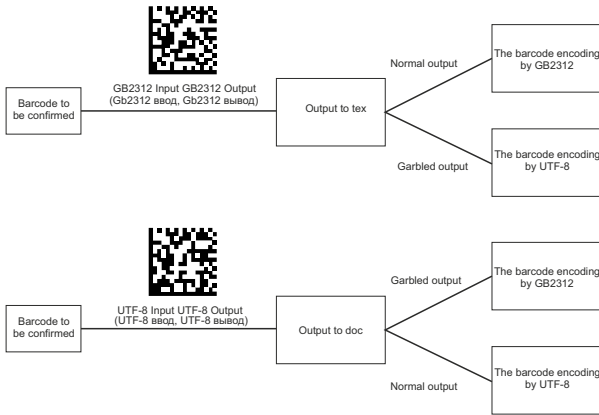 Normal output
The barcode encoding
by GB2312
GB2312 Input GB2312 Output
(Gb2312 ввод, Gb2312 вывод)
Barcode to
be confirmed
Output to tex
Garbled output
The barcode encoding
by UTF-8
Garbled output
The barcode encoding
by GB2312
UTF-8 Input UTF-8 Output
(UTF-8 ввод, UTF-8 вывод)
Barcode to
be confirmed
Output to doc
Normal output
The barcode encoding
by UTF-8